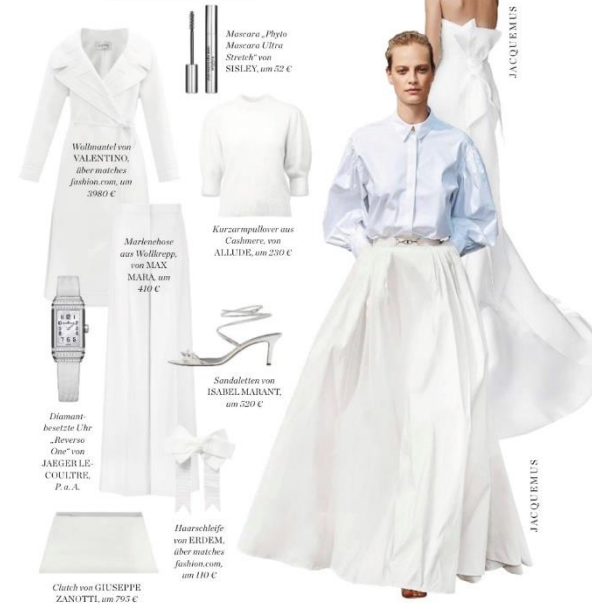 Mascara „Phyto
Mascara Ultra
Stretch“ von
SISLEY, um 52 €
JACQUEMUS
Wollmantel von
VALENTINO,
über matches
fashion.com, um
3980 €
Kurzarmpullover aus
Cashmere, von
ALLUDE, um 230 €
Marlenehose
aus Wollkrepp,
von MAX
MARA, um
410 €
Sandaletten von
ISABEL MARANT,
um 520 €
Diamant-
besetzte Uhr
„Reverso
One“ von
JAEGER LE-
COULTRE,
P. a. A.
JACQUEMUS
Haarschleife
von ERDEM,
über matches
fashion.com,
um 110 €
Clutch von GIUSEPPE
ZANOTTI, um 795 €